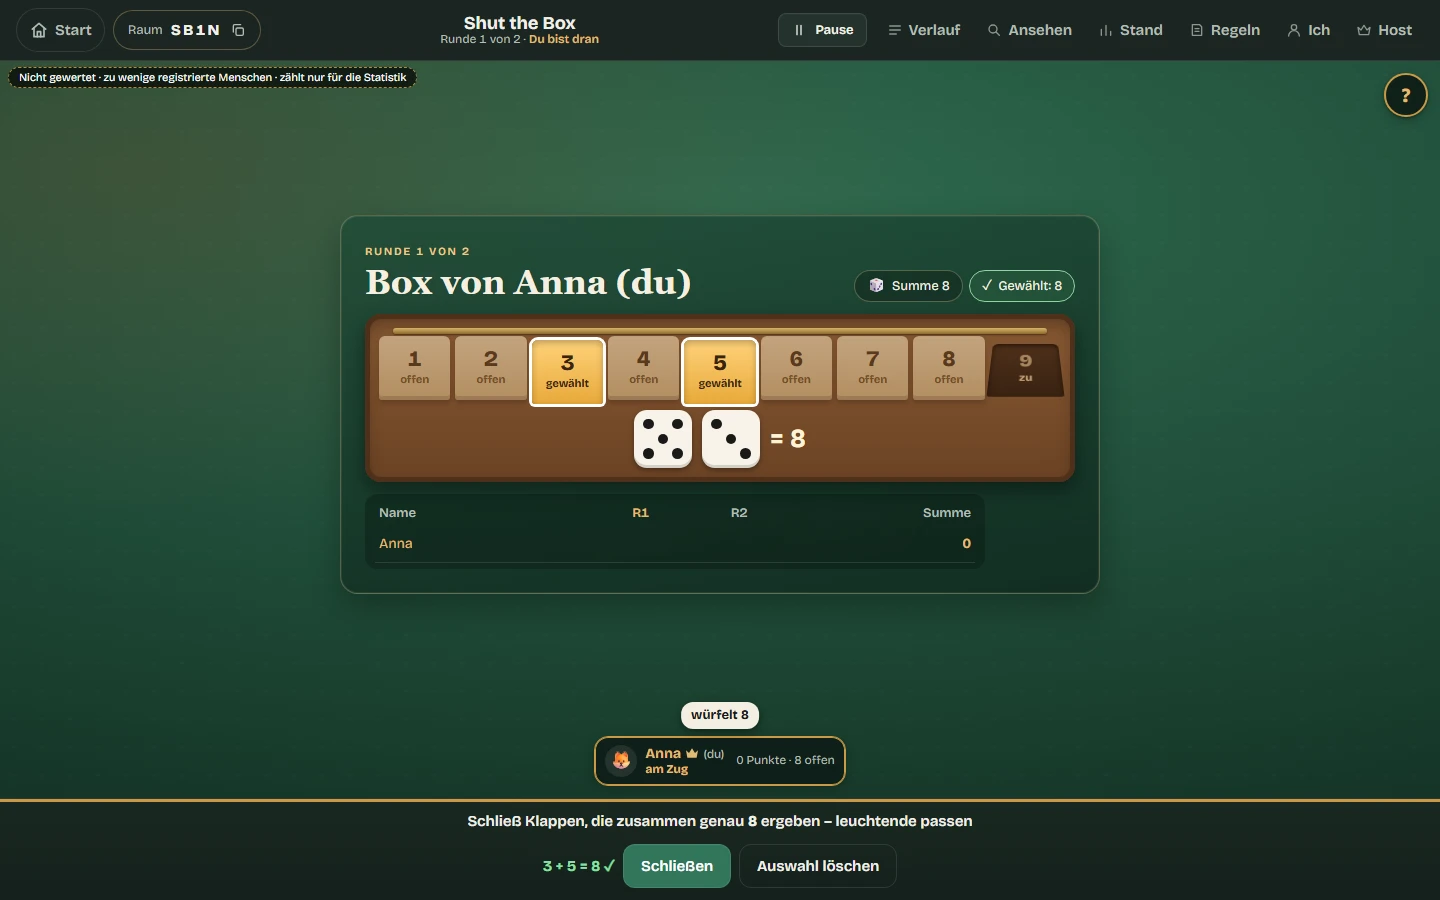 Start
Raum SB1N
Shut the Box
Runde 1 von 2 · Du bist dran
Pause
Verlauf
Ansehen
Stand
Regeln
Ich
Host
Nicht gewertet · zu wenige registrierte Menschen · zählt nur für die Statistik
?
RUNDE 1 VON 2
Box von Anna (du)
Summe 8
✓ Gewählt: 8
1 offen
2 offen
3 gewählt
4 offen
5 gewählt
6 offen
7 offen
8 offen
9 zu
= 8
Name R1 R2 Summe
Anna 0
würfelt 8
Anna (du)
am Zug
0 Punkte · 8 offen
Schließ Klappen, die zusammen genau 8 ergeben – leuchtende passen
3 + 5 = 8 ✓
Schließen
Auswahl löschen